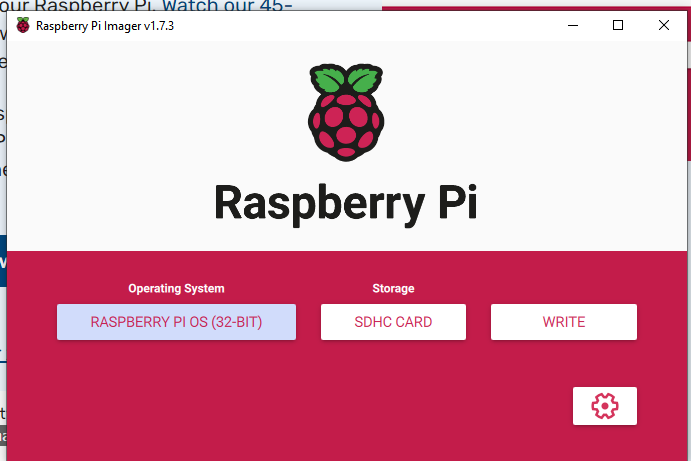 our Raspberry Pi. Watch our 45-
Raspberry Pi Imager v1.7.3
Raspberry Pi
Operating System
Storage
RASPBERRY PI OS (32-BIT)
SDHC CARD
WRITE